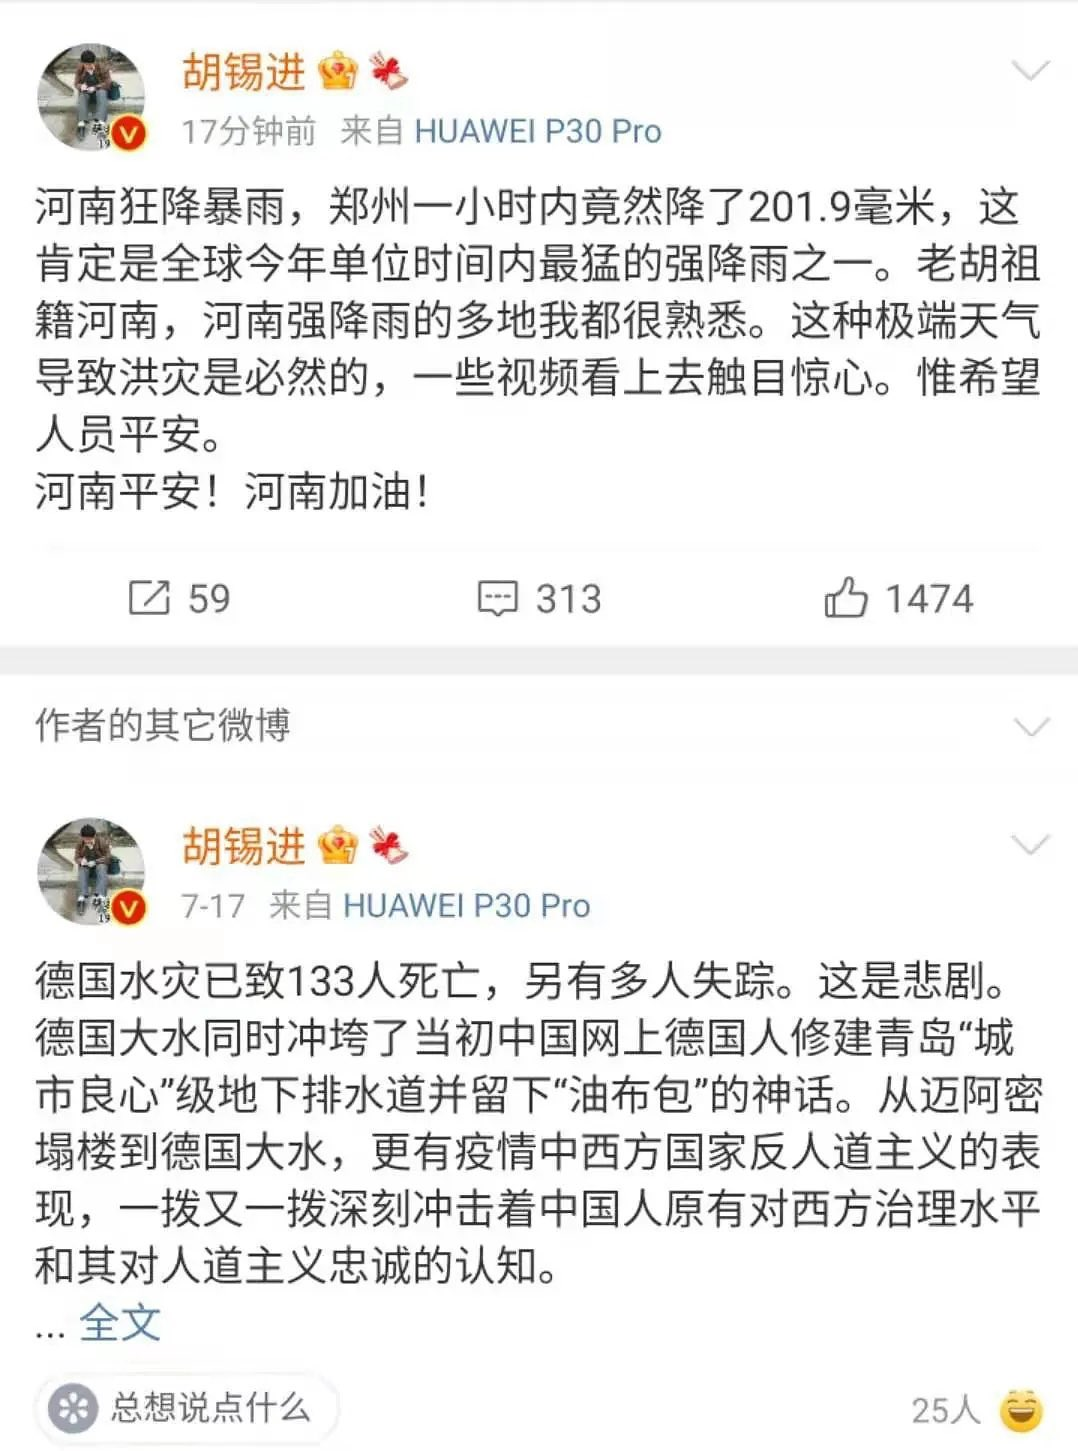 胡锡进
17分钟前 来自 HUAWEI P30 Pro
河南狂降暴雨，郑州一小时内竟然降了201.9毫米，这
肯定是全球今年单位时间内最猛的强降雨之一。老胡祖
籍河南，河南强降雨的多地我都很熟悉。这种极端天气
导致洪灾是必然的，一些视频看上去触目惊心。惟希望
人员平安。
河南平安！河南加油！
59 313 1474
作者的其它微博
胡锡进
7-17 来自 HUAWEI P30 Pro
德国水灾已致133人死亡，另有多人失踪。这是悲剧。
德国大水同时冲垮了当初中国网上德国人修建青岛“城
市良心”级地下排水道并留下“油布包”的神话。从迈阿密
塌楼到德国大水，更有疫情中西方国家反人道主义的表
现，一拨又一拨深刻冲击着中国人原有对西方治理水平
和其对人道主义忠诚的认知。
... 全文
总想说点什么 25人